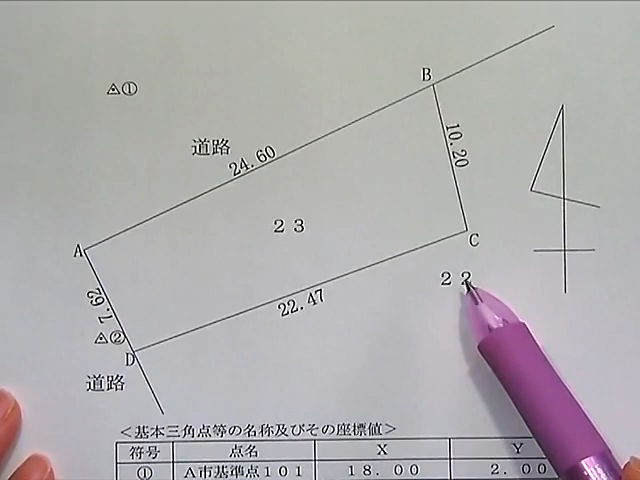 B
◬①
道路
24.60
10.20
23
A
C
22
7.62
22.47
◬②
D
道路
＜基本三角点等の名称及びその座標値＞
符号 点名 X Y
① A市基準点101 18.00 2.00